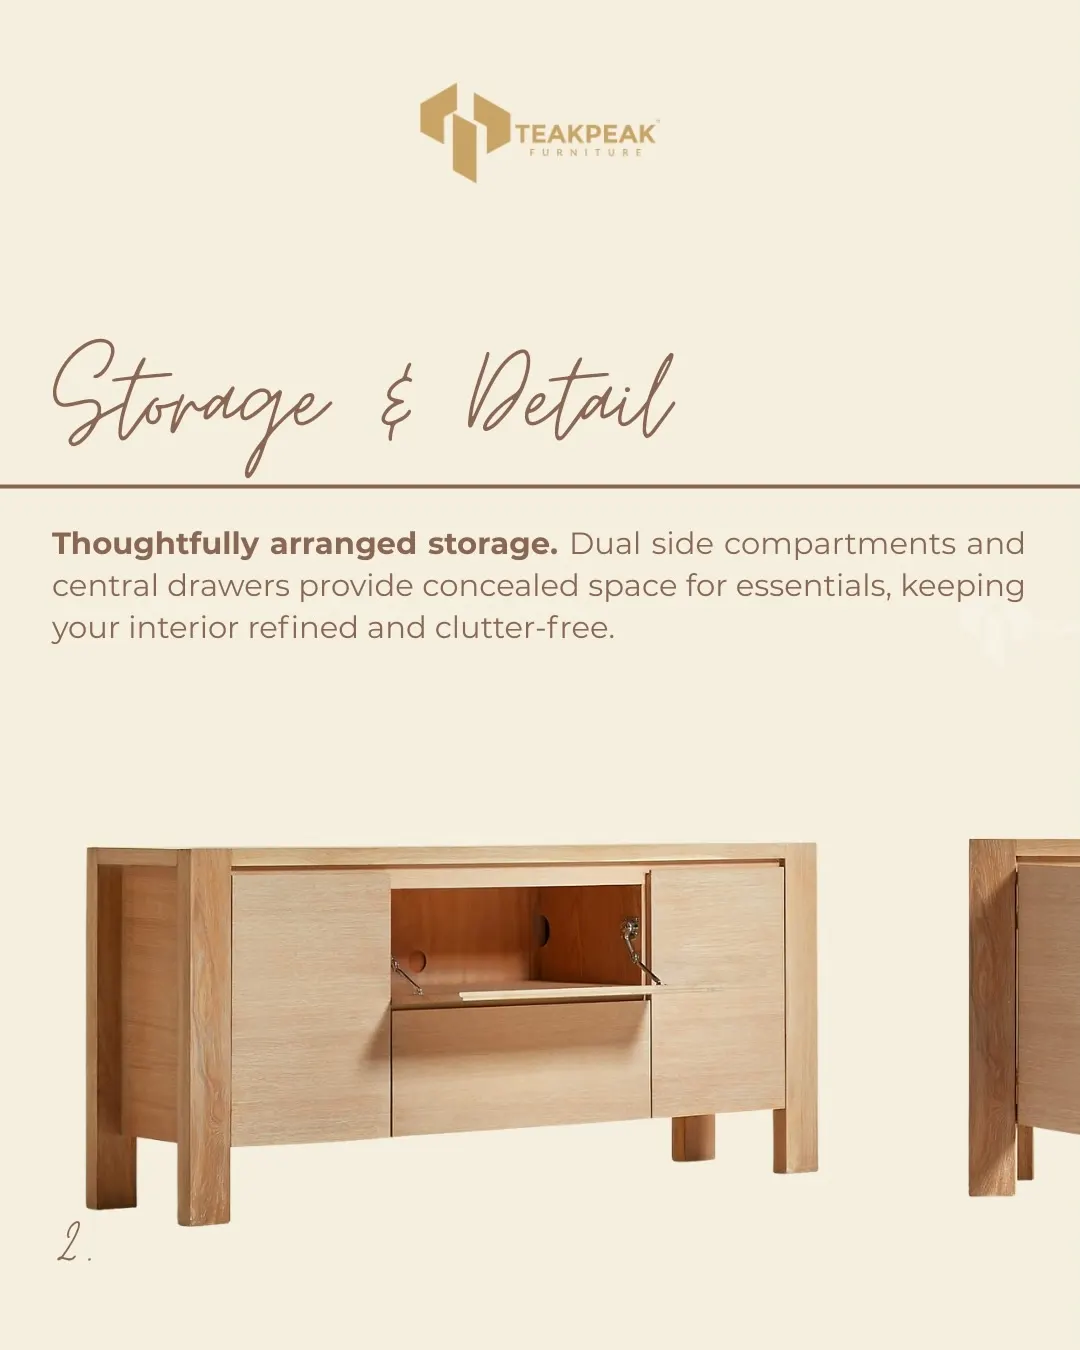 TEAKPEAK™
FURNITURE
Storage & Detail
Thoughtfully arranged storage. Dual side compartments and
central drawers provide concealed space for essentials, keeping
your interior refined and clutter-free.
2.